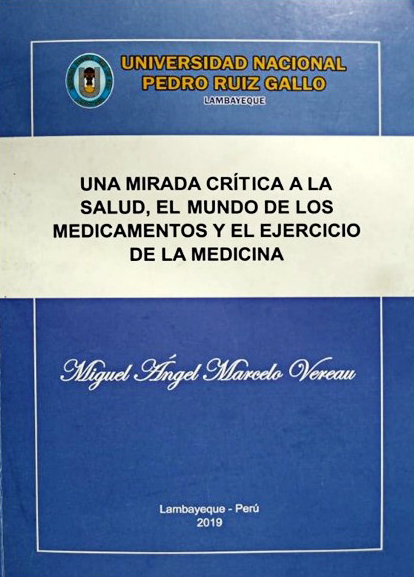 UNIVERSIDAD NACIONAL
PEDRO RUIZ GALLO
LAMBAYEQUE
UNA MIRADA CRÍTICA A LA
SALUD, EL MUNDO DE LOS
MEDICAMENTOS Y EL EJERCICIO
DE LA MEDICINA
Miguel Ángel Marcelo Vereau
Lambayeque - Perú
2019